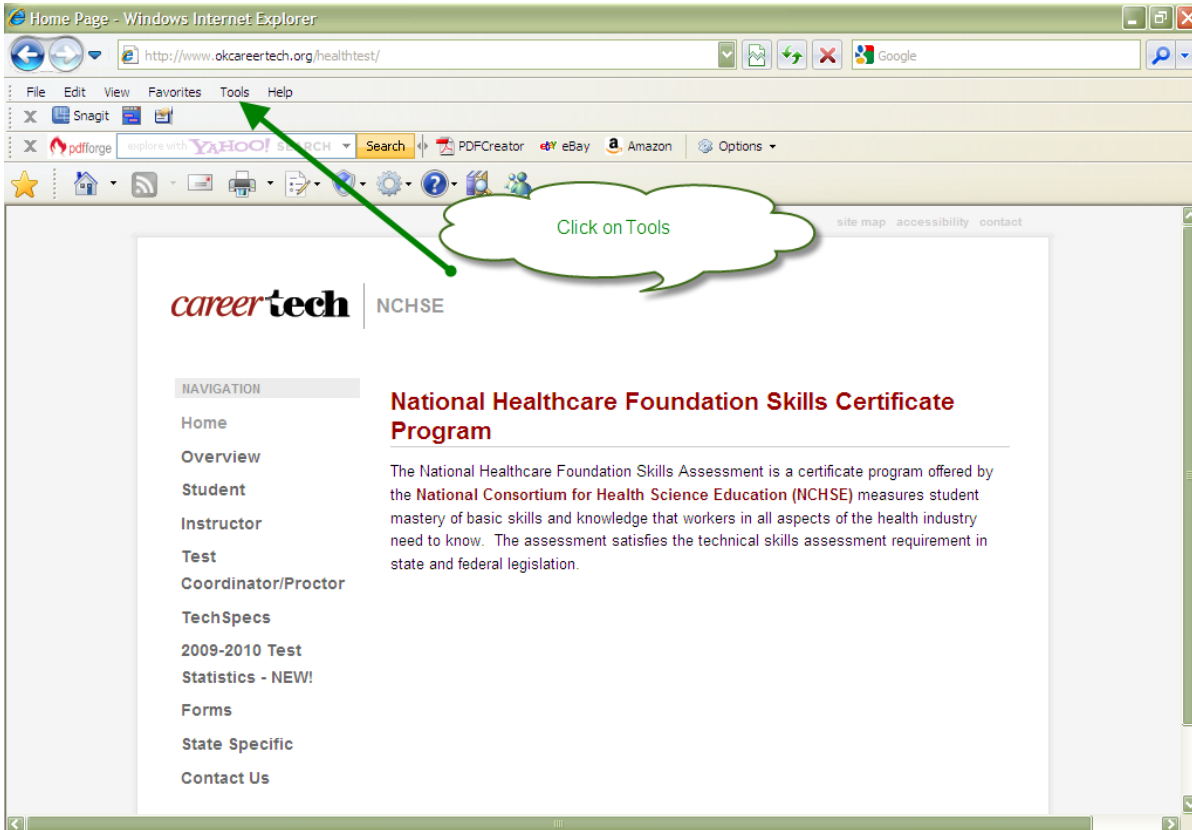 Home Page - Windows Internet Explorer
http://www.okcareertech.org/healthtest/
Google
File Edit View Favorites Tools Help
X Snagit
X pdfforge explore with YAHOO! SEARCH Search PDFCreator eBay Amazon Options
Click on Tools
site map accessibility contact
careertech NCHSE
NAVIGATION
Home
Overview
Student
Instructor
Test
Coordinator/Proctor
TechSpecs
2009-2010 Test
Statistics - NEW!
Forms
State Specific
Contact Us
National Healthcare Foundation Skills Certificate
Program
The National Healthcare Foundation Skills Assessment is a certificate program offered by
the National Consortium for Health Science Education (NCHSE) measures student
mastery of basic skills and knowledge that workers in all aspects of the health industry
need to know. The assessment satisfies the technical skills assessment requirement in
state and federal legislation.